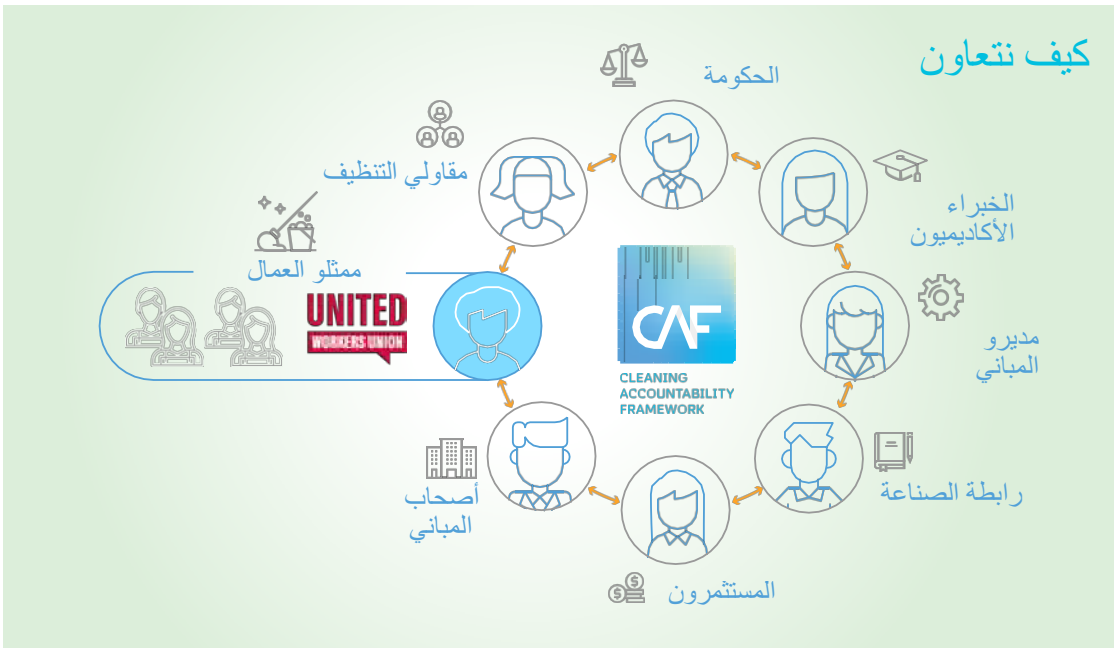 كيف نتعاون
الحكومة
مقاولي التنظيف
الخبراء
الأكاديميون
ممثلو العمال
UNITED
WORKERS UNION
CAF
CLEANING
ACCOUNTABILITY
FRAMEWORK
مديرو
المباني
أصحاب
المباني
رابطة الصناعة
المستثمرون